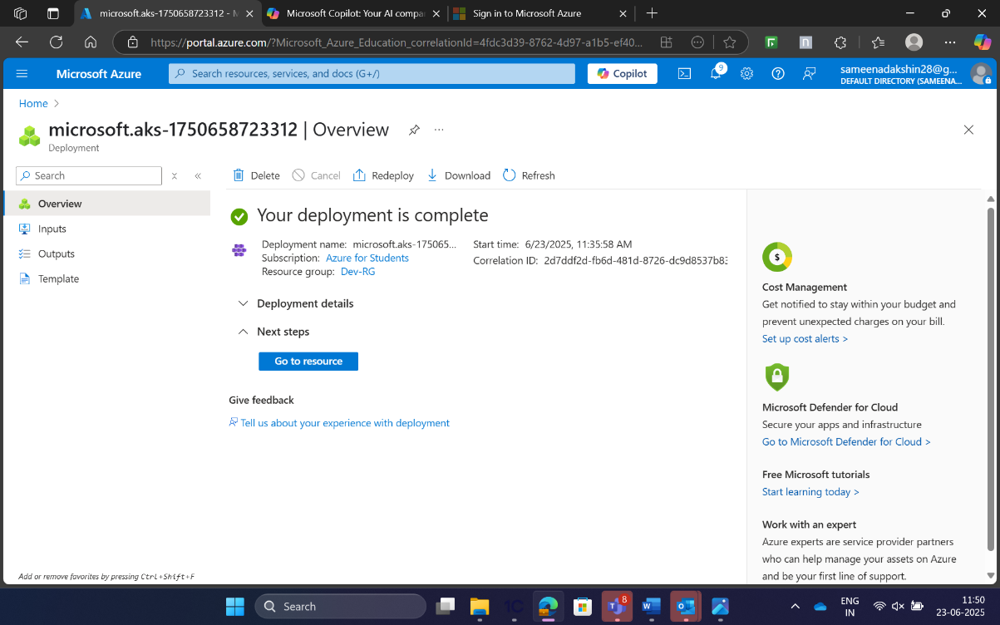 microsoft.aks-1750658723312 - M
Microsoft Copilot: Your AI compa
Sign in to Microsoft Azure
https://portal.azure.com/?Microsoft_Azure_Education_correlationId=4fdc3d39-8762-4d97-a1b5-ef40...
Microsoft Azure
Search resources, services, and docs (G+/)
Copilot
9
sameenadakshin28@g...
DEFAULT DIRECTORY (SAMEENA...
Home
microsoft.aks-1750658723312 | Overview
Deployment
Search
Delete
Cancel
Redeploy
Download
Refresh
Overview
Inputs
Outputs
Template
Your deployment is complete
Deployment name: microsoft.aks-175065...
Subscription: Azure for Students
Resource group: Dev-RG
Start time: 6/23/2025, 11:35:58 AM
Correlation ID: 2d7ddf2d-fb6d-481d-8726-dc9d8537b83
Deployment details
Next steps
Go to resource
Give feedback
Tell us about your experience with deployment
$
Cost Management
Get notified to stay within your budget and
prevent unexpected charges on your bill.
Set up cost alerts >
Microsoft Defender for Cloud
Secure your apps and infrastructure
Go to Microsoft Defender for Cloud >
Free Microsoft tutorials
Start learning today >
Work with an expert
Azure experts are service provider partners
who can help manage your assets on Azure
and be your first line of support.
Add or remove favorites by pressing Ctrl+Shift+F
Search
8
ENG
IN
11:50
23-06-2025